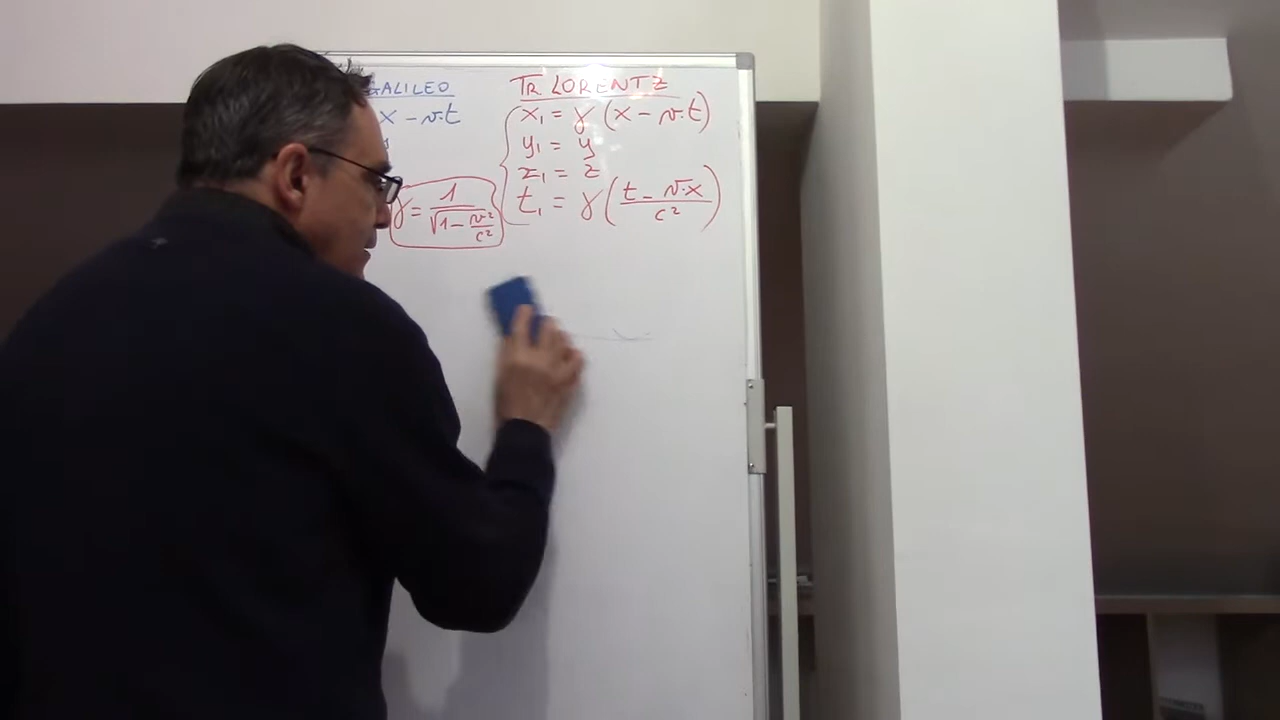 GALILEO
x - v·t
TR LORENTZ
x₁ = γ (x - v·t)
y₁ = y
z₁ = z
t₁ = γ (t - v·x / c²)
γ = 1 / √1 - v²/c²